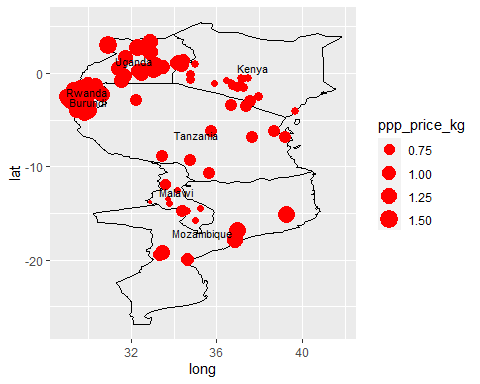 0
-10
-20
lat
32
36
40
long
Uganda
Kenya
Rwanda
Burundi
Tanzania
Malawi
Mozambique
ppp_price_kg
0.75
1.00
1.25
1.50